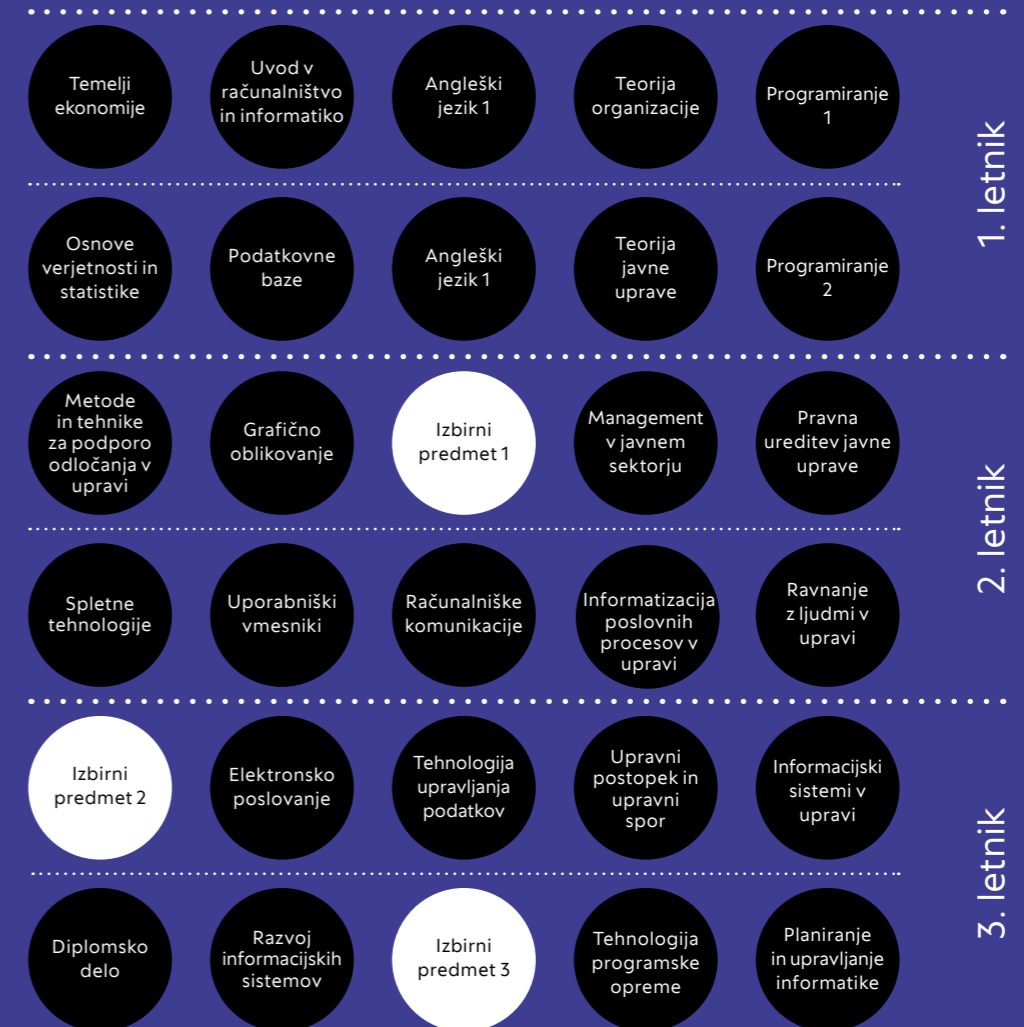 Temelji
ekonomije
Uvod v
računalništvo
in informatiko
Angleški
jezik 1
Teorija
organizacije
Programiranje
1
Osnove
verjetnosti in
statistike
Podatkovne
baze
Angleški
jezik 1
Teorija
javne
uprave
Programiranje
2
1. letnik
Metode
in tehnike
za podporo
odločanja v
upravi
Grafično
oblikovanje
Izbirni
predmet 1
Management
v javnem
sektorju
Pravna
ureditev javne
uprave
Spletne
tehnologije
Uporabniški
vmesniki
Računalniške
komunikacije
Informatizacija
poslovnih
procesov v
upravi
Ravnanje
z ljudmi v
upravi
2. letnik
Izbirni
predmet 2
Elektronsko
poslovanje
Tehnologija
upravljanja
podatkov
Upravni
postopek in
upravni
spor
Informacijski
sistemi v
upravi
Diplomsko
delo
Razvoj
informacijskih
sistemov
Izbirni
predmet 3
Tehnologija
programske
opreme
Planiranje
in upravljanje
informatike
3. letnik